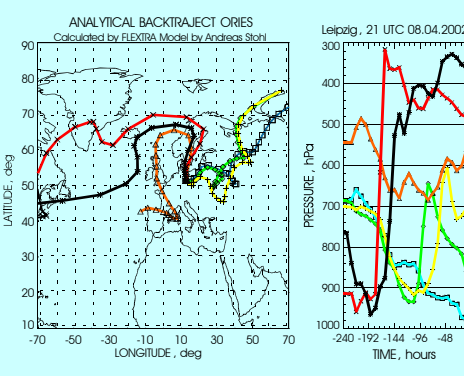 ANALYTICAL BACKTRAJECT ORIES
Calculated by FLEXTRA Model by Andreas Stohl
Leipzig, 21 UTC 08.04.2002
90
80
70
60
50
40
30
20
10
LATITUDE, deg
-70 -50 -30 -10 10 30 50 70
LONGITUDE, deg
300
400
500
600
700
800
900
1000
PRESSURE, hPa
-240 -192 -144 -96 -48
TIME, hours